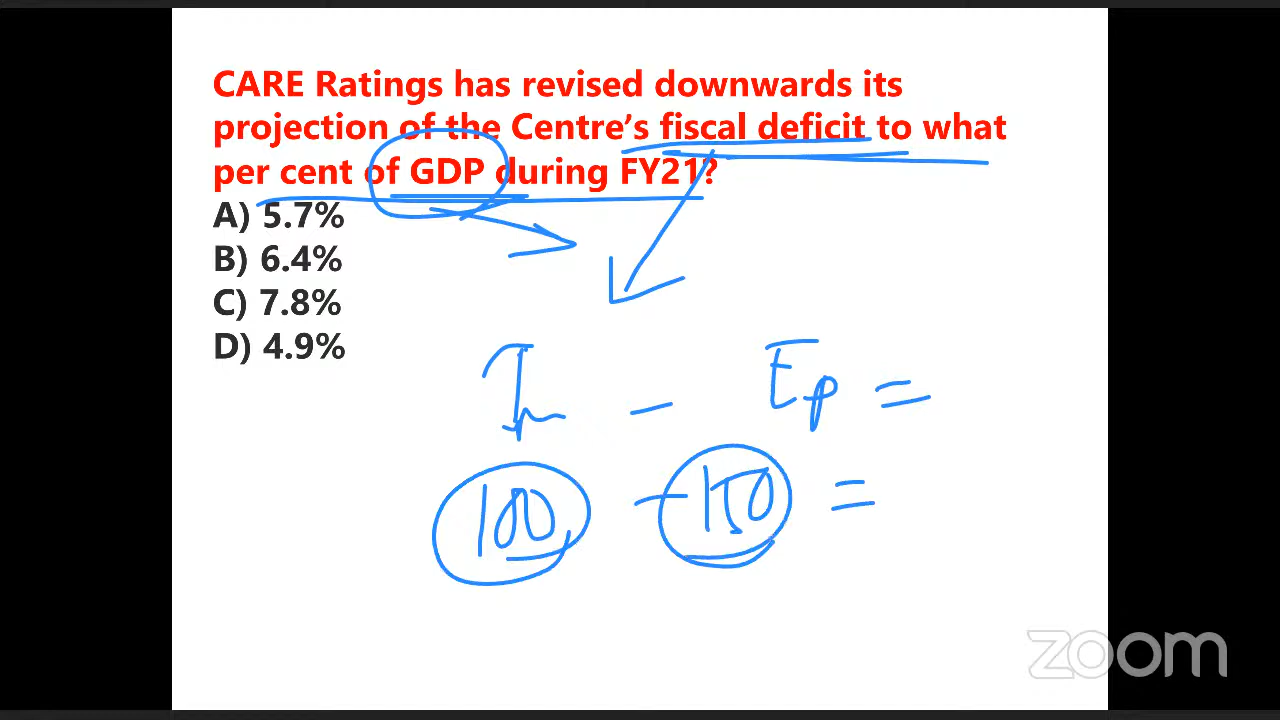 CARE Ratings has revised downwards its
projection of the Centre's fiscal deficit to what
per cent of GDP during FY21?
A) 5.7%
B) 6.4%
C) 7.8%
D) 4.9%
In - Ep =
100 - 150 =
zoom